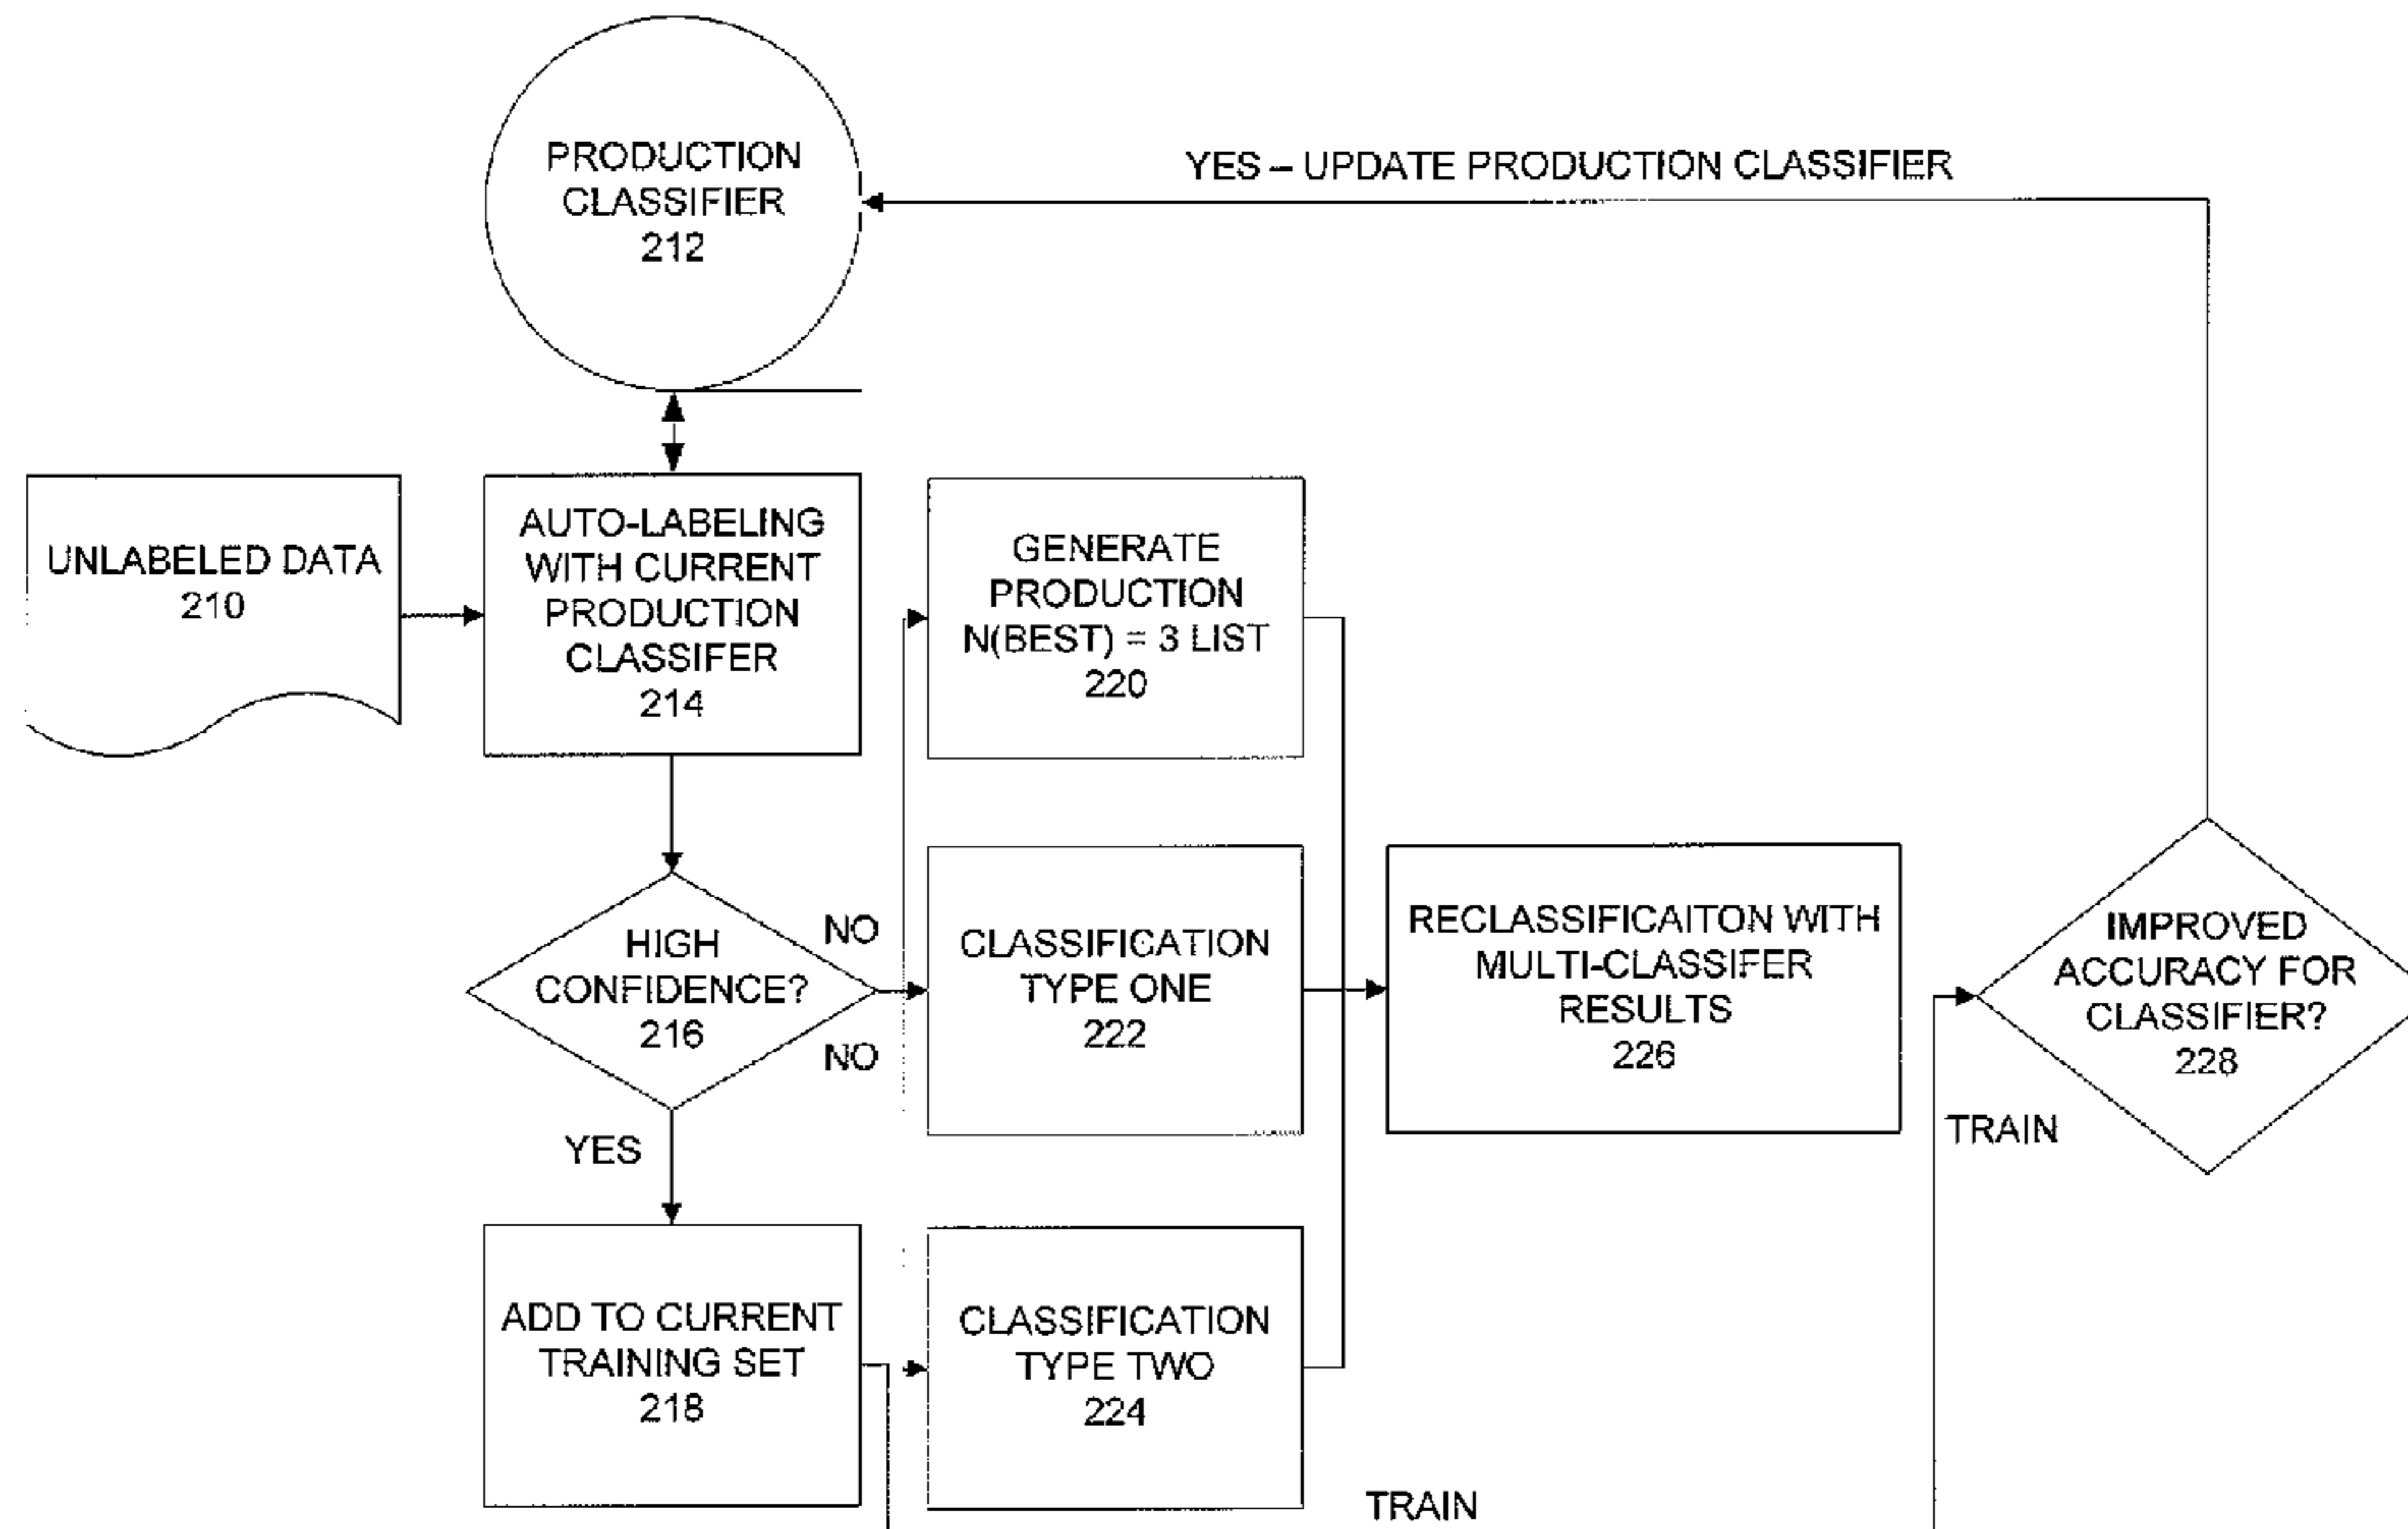 PRODUCTION
CLASSIFIER
212
YES – UPDATE PRODUCTION CLASSIFIER
UNLABELED DATA
210
AUTO-LABELING
WITH CURRENT
PRODUCTION
CLASSIFER
214
GENERATE
PRODUCTION
N(BEST) = 3 LIST
220
HIGH
CONFIDENCE?
216
NO
NO
YES
CLASSIFICATION
TYPE ONE
222
RECLASSIFICAITON WITH
MULTI-CLASSIFER
RESULTS
226
IMPROVED
ACCURACY FOR
CLASSIFIER?
228
TRAIN
ADD TO CURRENT
TRAINING SET
218
CLASSIFICATION
TYPE TWO
224
TRAIN